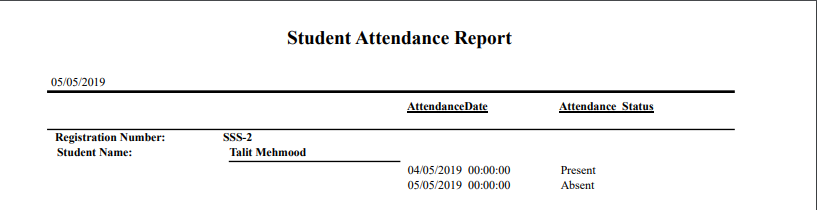 Student Attendance Report
05/05/2019
AttendanceDate Attendance_Status
Registration Number: SSS-2
Student Name: Talit Mehmood
04/05/2019 00:00:00 Present
05/05/2019 00:00:00 Absent